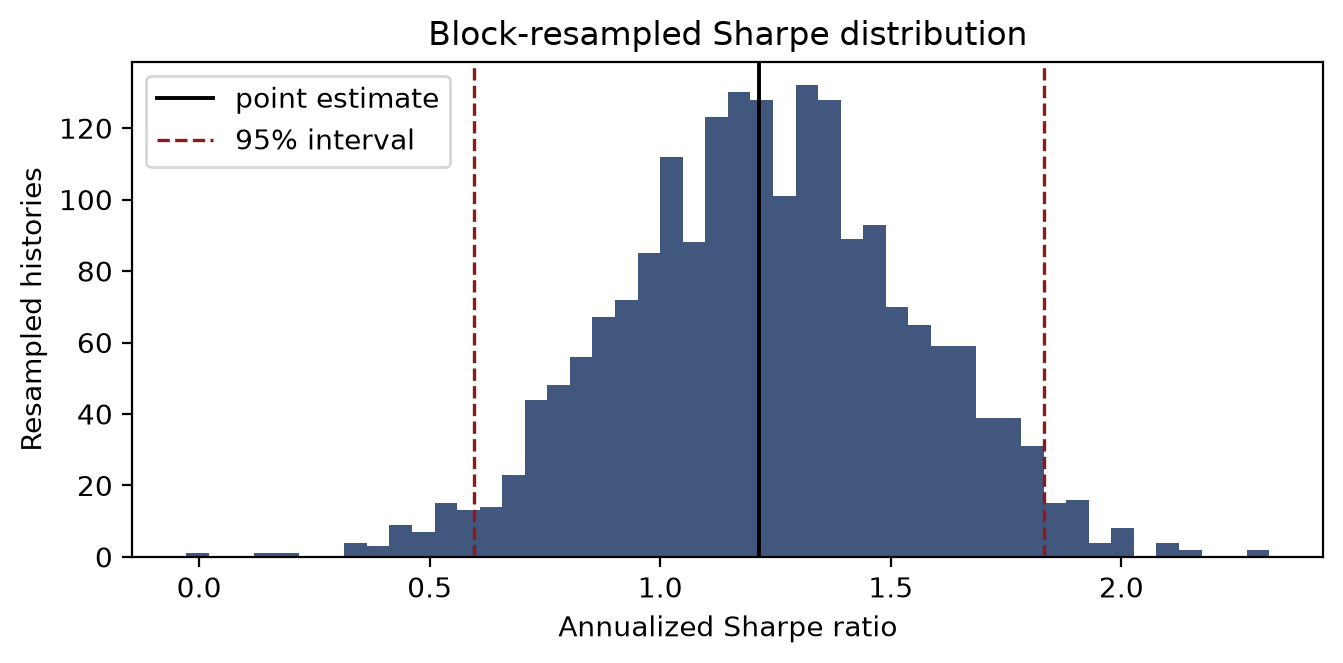 Block-resampled Sharpe distribution
point estimate
95% interval
Resampled histories
120
100
80
60
40
20
0
0.0 0.5 1.0 1.5 2.0
Annualized Sharpe ratio